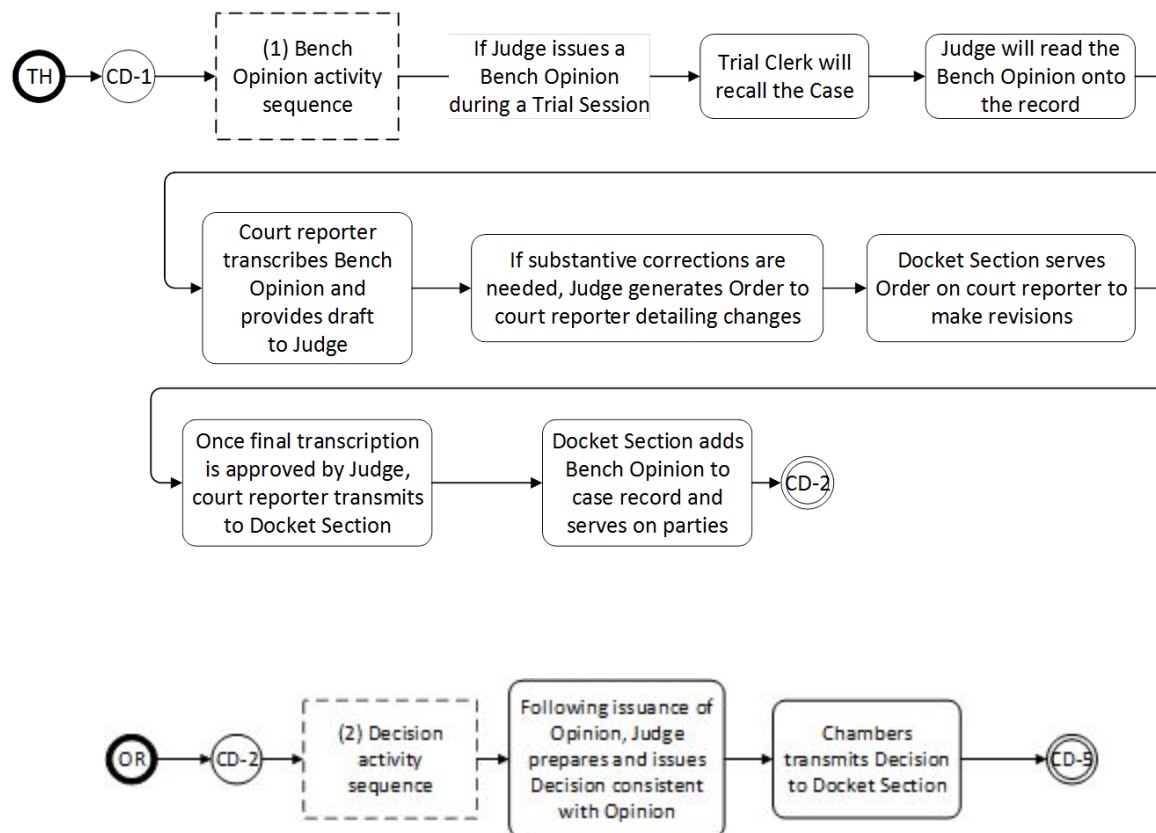 TH
CD-1
(1) Bench
Opinion activity
sequence
If Judge issues a
Bench Opinion
during a Trial Session
Trial Clerk will
recall the Case
Judge will read the
Bench Opinion onto
the record
Court reporter
transcribes Bench
Opinion and
provides draft
to Judge
If substantive corrections are
needed, Judge generates Order to
court reporter detailing changes
Docket Section serves
Order on court reporter to
make revisions
Once final transcription
is approved by Judge,
court reporter transmits
to Docket Section
Docket Section adds
Bench Opinion to
case record and
serves on parties
CD-2
OR
CD-2
(2) Decision
activity
sequence
Following issuance of
Opinion, Judge
prepares and issues
Decision consistent
with Opinion
Chambers
transmits Decision
to Docket Section
CD-5